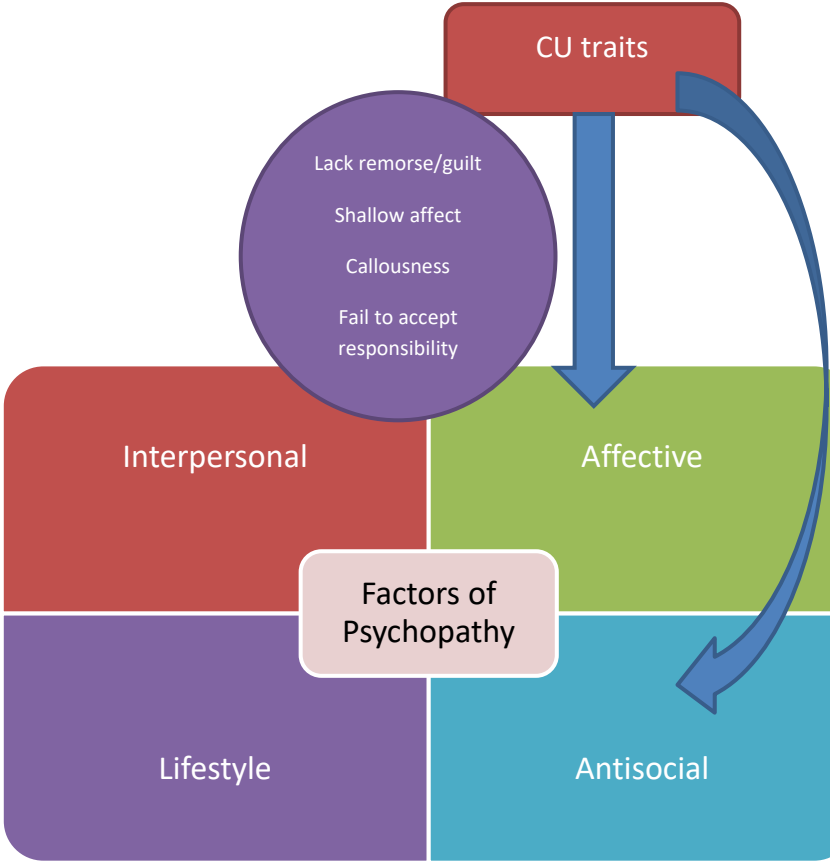 CU traits
Lack remorse/guilt
Shallow affect
Callousness
Fail to accept
responsibility
Interpersonal
Affective
Factors of
Psychopathy
Lifestyle
Antisocial